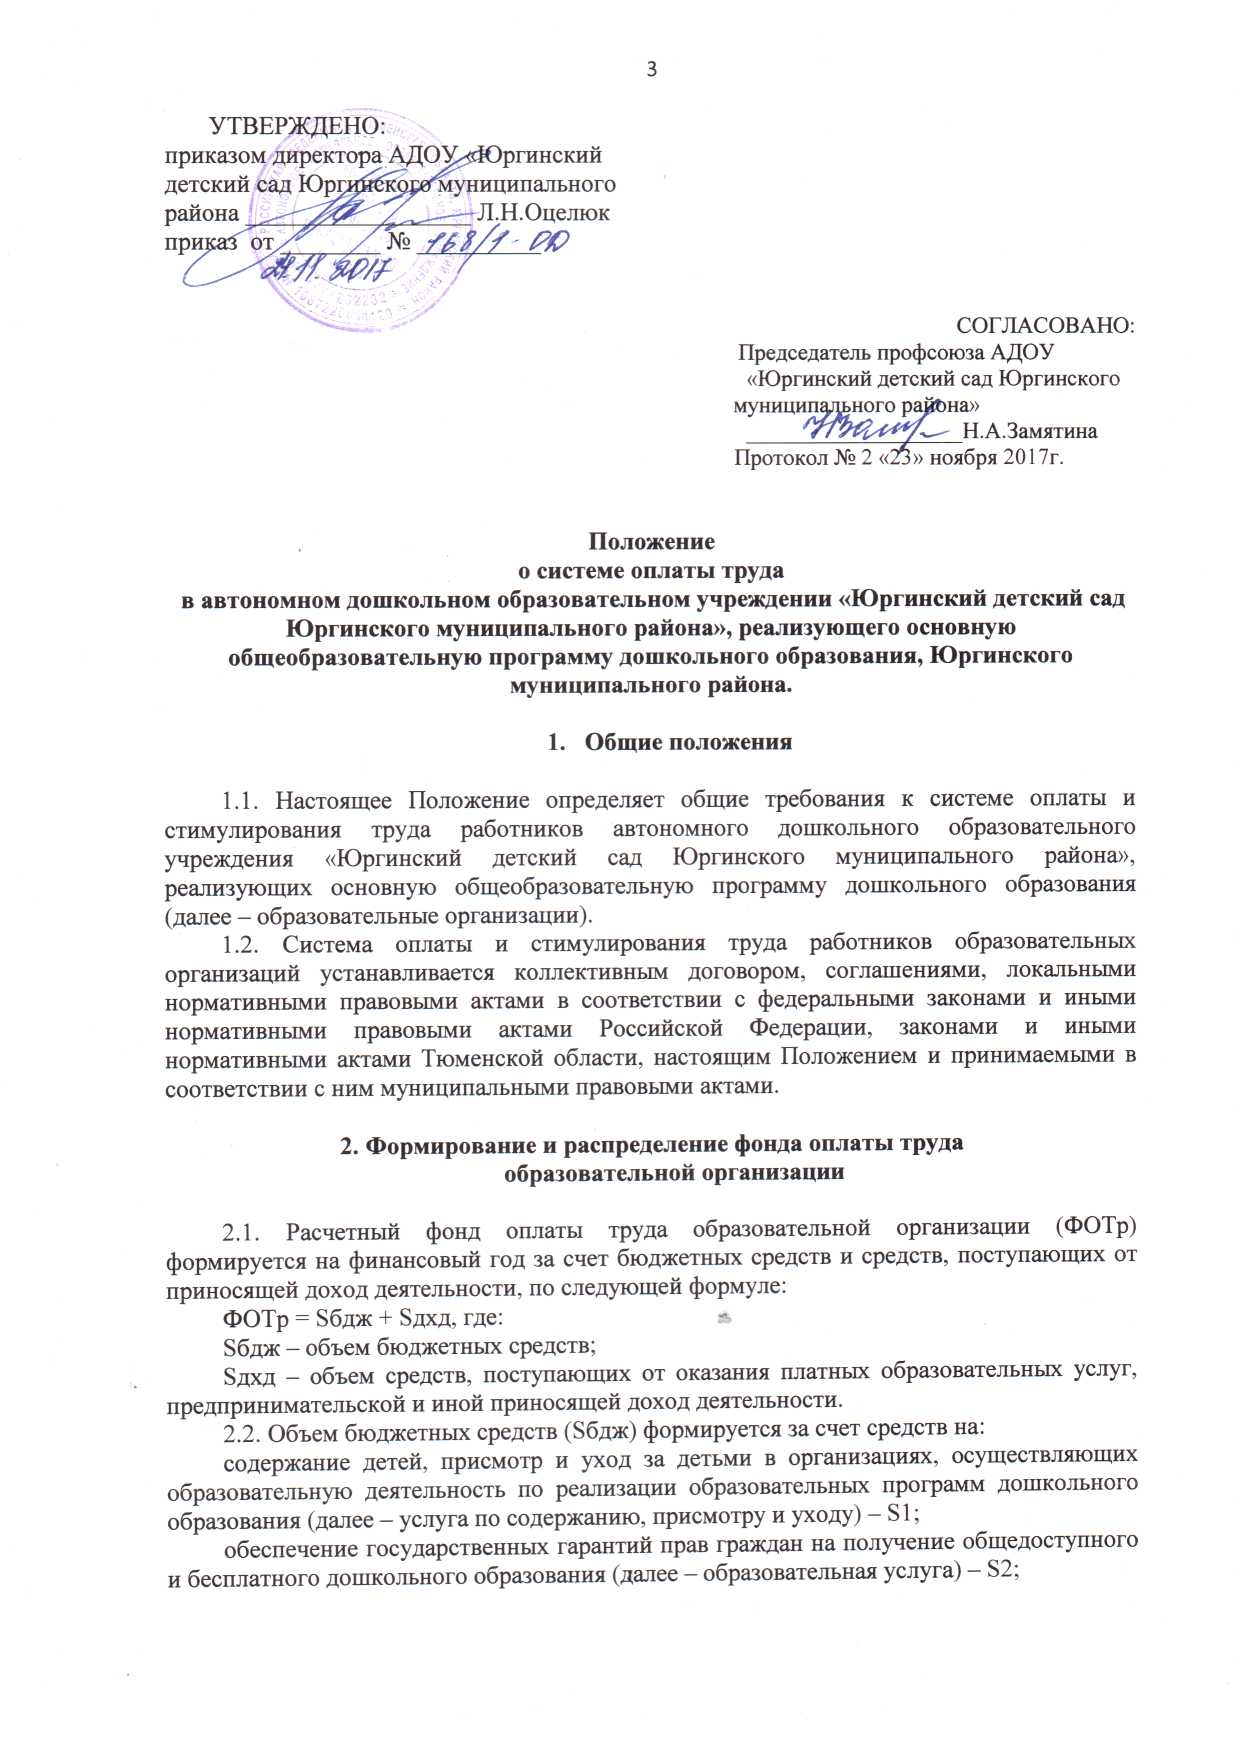 3
УТВЕРЖДЕНО:
приказом директора АДОУ «Юргинский
детский сад Юргинского муниципального
района __________________ Л.Н.Оцелюк
приказ от ________ № 168/1-ОД
11.2017
СОГЛАСОВАНО:
Председатель профсоюза АДОУ
«Юргинский детский сад Юргинского
муниципального района»
__________________Н.А.Замятина
Протокол № 2 «23» ноября 2017г.
Положение
о системе оплаты труда
в автономном дошкольном образовательном учреждении «Юргинский детский сад
Юргинского муниципального района», реализующего основную
общеобразовательную программу дошкольного образования, Юргинского
муниципального района.
1. Общие положения
1.1. Настоящее Положение определяет общие требования к системе оплаты и
стимулирования труда работников автономного дошкольного образовательного
учреждения «Юргинский детский сад Юргинского муниципального района»,
реализующих основную общеобразовательную программу дошкольного образования
(далее – образовательные организации).
1.2. Система оплаты и стимулирования труда работников образовательных
организаций устанавливается коллективным договором, соглашениями, локальными
нормативными правовыми актами в соответствии с федеральными законами и иными
нормативными правовыми актами Российской Федерации, законами и иными
нормативными актами Тюменской области, настоящим Положением и принимаемыми в
соответствии с ним муниципальными правовыми актами.
2. Формирование и распределение фонда оплаты труда
образовательной организации
2.1. Расчетный фонд оплаты труда образовательной организации (ФОТр)
формируется на финансовый год за счет бюджетных средств и средств, поступающих от
приносящей доход деятельности, по следующей формуле:
ФОТр = Sбдж + Sдхд, где:
Sбдж – объем бюджетных средств;
Sдхд – объем средств, поступающих от оказания платных образовательных услуг,
предпринимательской и иной приносящей доход деятельности.
2.2. Объем бюджетных средств (Sбдж) формируется за счет средств на:
содержание детей, присмотр и уход за детьми в организациях, осуществляющих
образовательную деятельность по реализации образовательных программ дошкольного
образования (далее – услуга по содержанию, присмотру и уходу) – S1;
обеспечение государственных гарантий прав граждан на получение общедоступного
и бесплатного дошкольного образования (далее – образовательная услуга) – S2;